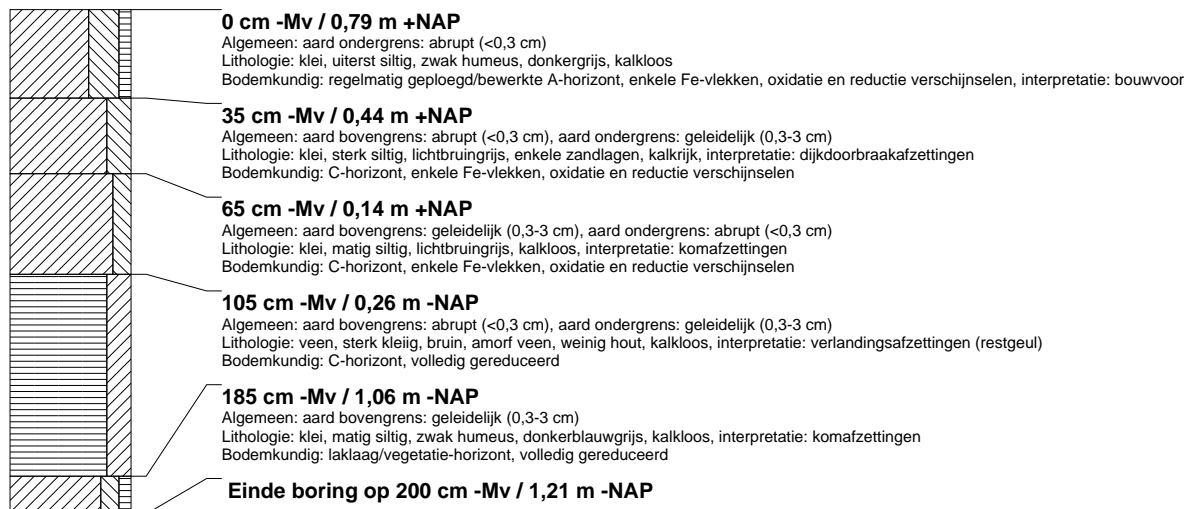 0 cm -Mv / 0,79 m +NAP
Algemeen: aard ondergrens: abrupt (<0,3 cm)
Lithologie: klei, uiterst siltig, zwak humeus, donkergrijs, kalkloos
Bodemkundig: regelmatig geploegd/bewerkte A-horizont, enkele Fe-vlekken, oxidatie en reductie verschijnselen, interpretatie: bouwvoor
35 cm -Mv / 0,44 m +NAP
Algemeen: aard bovengrens: abrupt (<0,3 cm), aard ondergrens: geleidelijk (0,3-3 cm)
Lithologie: klei, sterk siltig, lichtbruingrijs, enkele zandlagen, kalkrijk, interpretatie: dijkdoorbraakafzettingen
Bodemkundig: C-horizont, enkele Fe-vlekken, oxidatie en reductie verschijnselen
65 cm -Mv / 0,14 m +NAP
Algemeen: aard bovengrens: geleidelijk (0,3-3 cm), aard ondergrens: abrupt (<0,3 cm)
Lithologie: klei, matig siltig, lichtbruingrijs, kalkloos, interpretatie: komafzettingen
Bodemkundig: C-horizont, enkele Fe-vlekken, oxidatie en reductie verschijnselen
105 cm -Mv / 0,26 m -NAP
Algemeen: aard bovengrens: abrupt (<0,3 cm), aard ondergrens: geleidelijk (0,3-3 cm)
Lithologie: veen, sterk kleiig, bruin, amorf veen, weinig hout, kalkloos, interpretatie: verlandingsafzettingen (restgeul)
Bodemkundig: C-horizont, volledig gereduceerd
185 cm -Mv / 1,06 m -NAP
Algemeen: aard bovengrens: geleidelijk (0,3-3 cm)
Lithologie: klei, matig siltig, zwak humeus, donkerblauwgrijs, kalkloos, interpretatie: komafzettingen
Bodemkundig: laklaag/vegetatie-horizont, volledig gereduceerd
Einde boring op 200 cm -Mv / 1,21 m -NAP